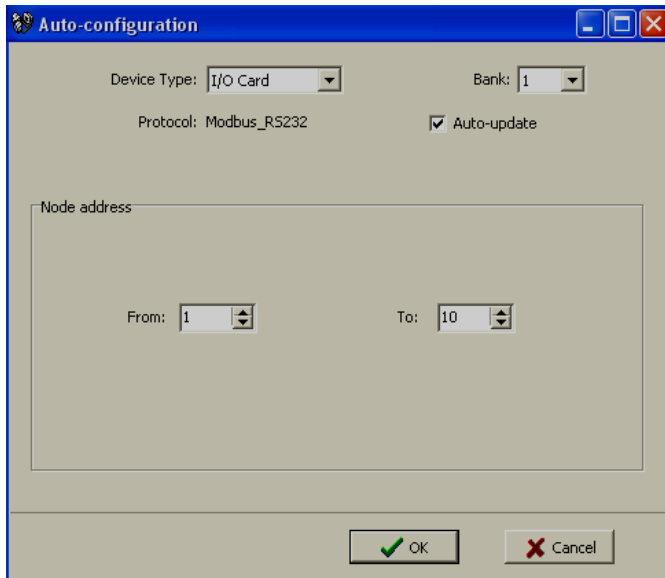 Auto-configuration
Device Type: I/O Card Bank: 1
Protocol: Modbus_RS232 Auto-update
Node address
From: 1 To: 10
OK Cancel